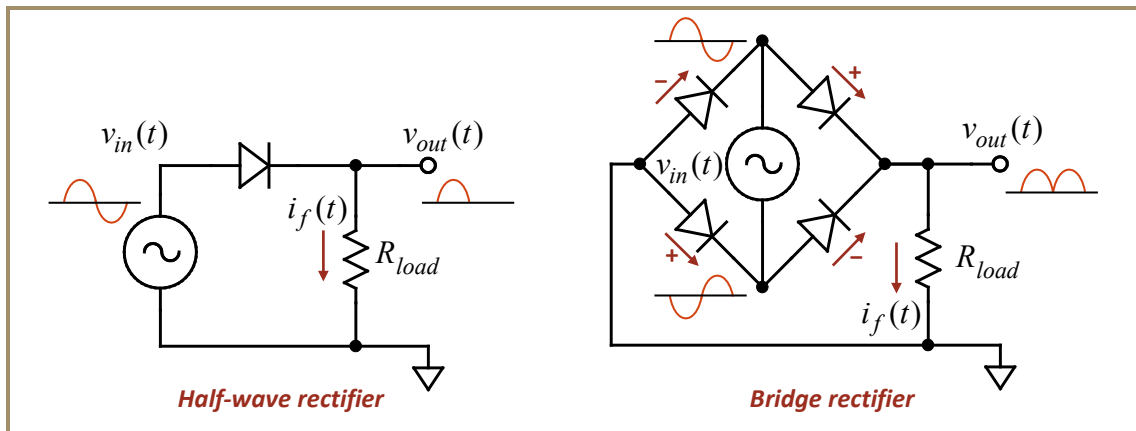 v_in(t)
v_out(t)
i_f(t)
R_load
Half-wave rectifier
–
+
v_in(t)
v_out(t)
+
–
R_load
i_f(t)
Bridge rectifier